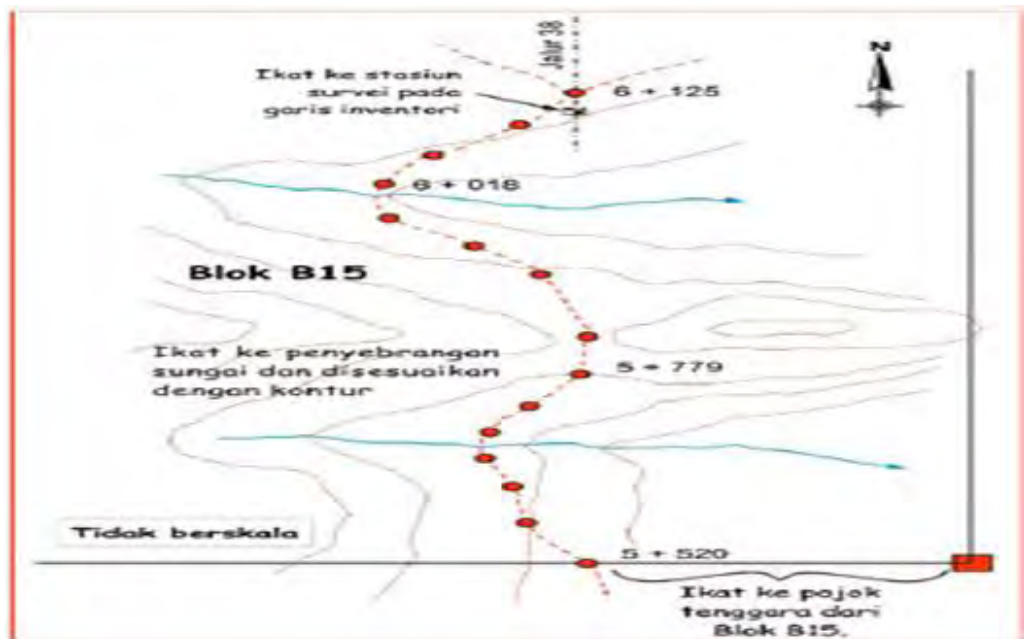 Jalur 38
N
Ikat ke stasiun
survei pada
garis inventori
6 + 125
6 + 018
Blok B15
Ikat ke penyebrangan
sungai dan disesuaikan
dengan kontur
5 + 779
Tidak berskala
5 + 520
Ikat ke pojok
tenggara dari
Blok B15.